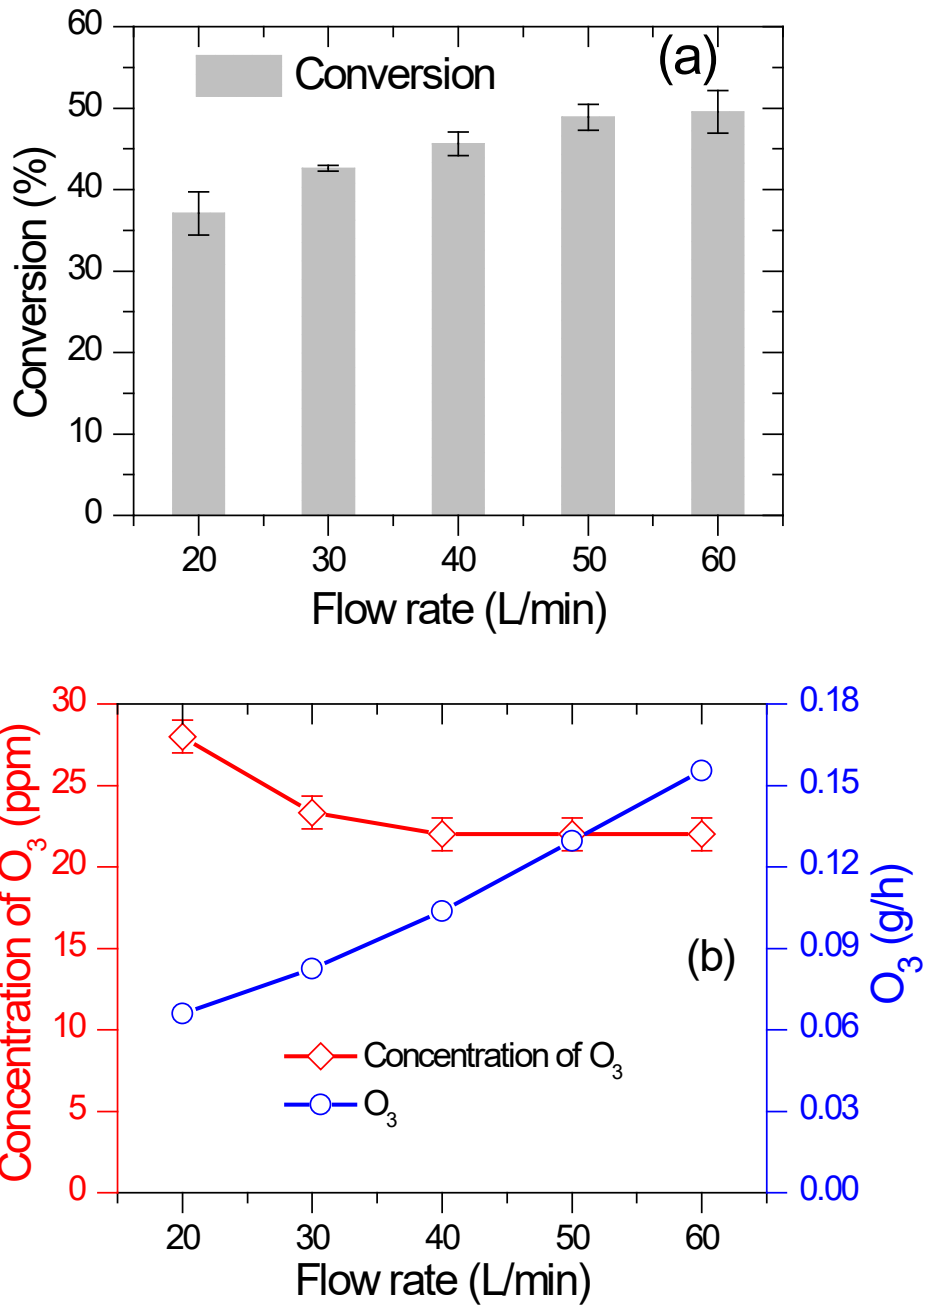 (a)
Conversion
Conversion (%)
60
50
40
30
20
10
0
20 30 40 50 60
Flow rate (L/min)
Concentration of O₃ (ppm)
30
25
20
15
10
5
0
0.18
0.15
0.12
0.09
0.06
0.03
0.00
O₃ (g/h)
(b)
Concentration of O₃
O₃
20 30 40 50 60
Flow rate (L/min)